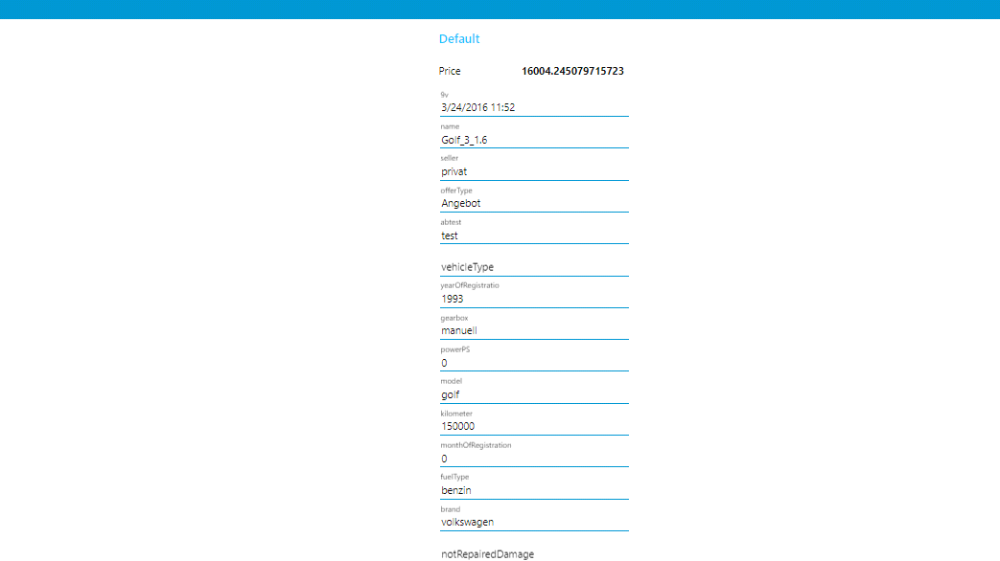 Default
Price 16004.245079715723
9v
3/24/2016 11:52
name
Golf_3_1.6
seller
privat
offerType
Angebot
abtest
test
vehicleType
yearOfRegistratio
1993
gearbox
manuell
powerPS
0
model
golf
kilometer
150000
monthOfRegistration
0
fuelType
benzin
brand
volkswagen
notRepairedDamage